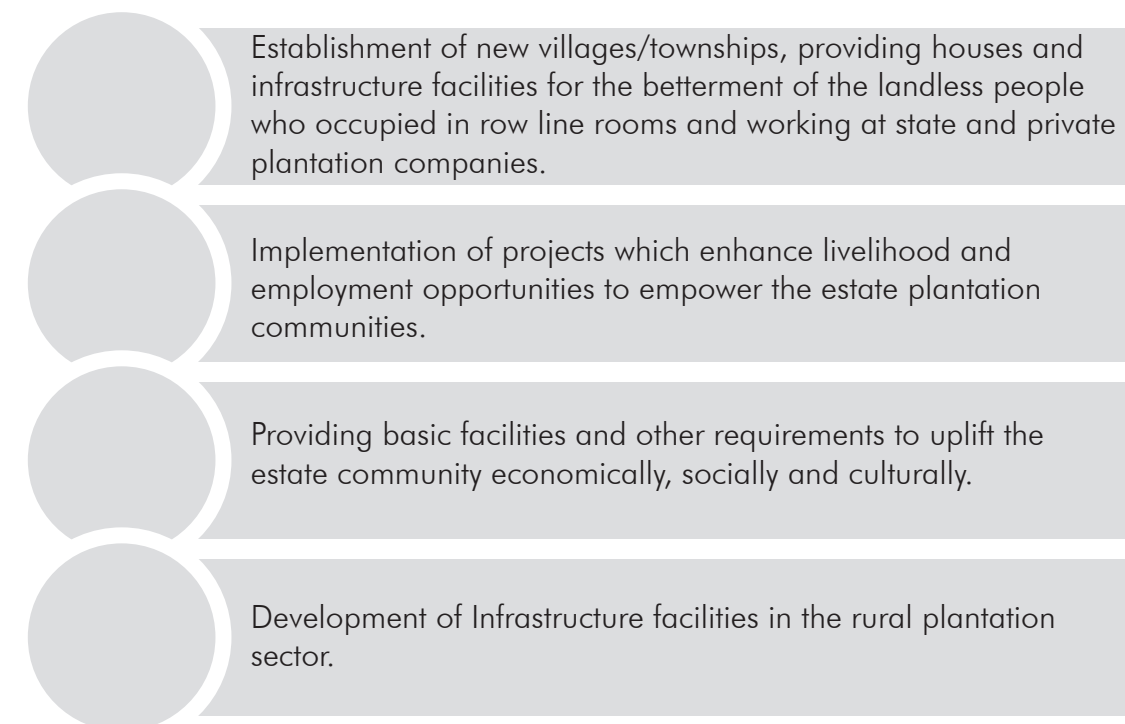 Establishment of new villages/townships, providing houses and
infrastructure facilities for the betterment of the landless people
who occupied in row line rooms and working at state and private
plantation companies.
Implementation of projects which enhance livelihood and
employment opportunities to empower the estate plantation
communities.
Providing basic facilities and other requirements to uplift the
estate community economically, socially and culturally.
Development of Infrastructure facilities in the rural plantation
sector.